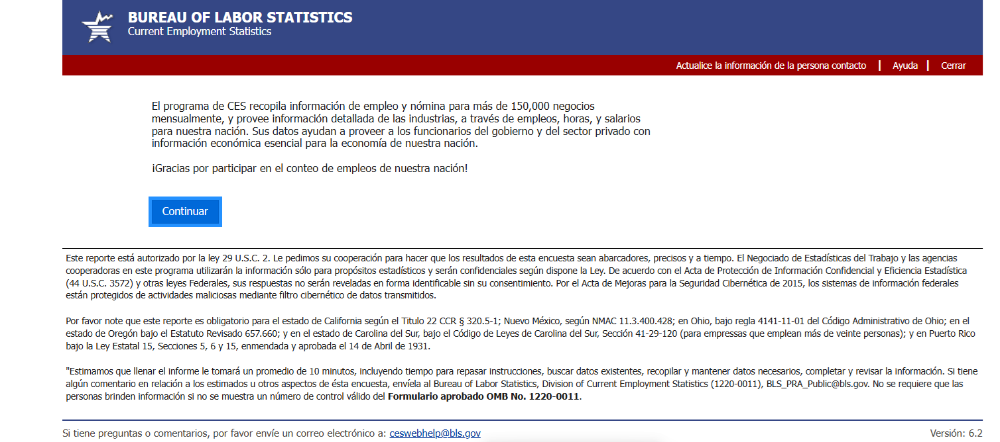 BUREAU OF LABOR STATISTICS
Current Employment Statistics
Actualice la información de la persona contacto | Ayuda | Cerrar
El programa de CES recopila información de empleo y nómina para más de 150,000 negocios
mensualmente, y provee información detallada de las industrias, a través de empleos, horas, y salarios
para nuestra nación. Sus datos ayudan a proveer a los funcionarios del gobierno y del sector privado con
información económica esencial para la economía de nuestra nación.
¡Gracias por participar en el conteo de empleos de nuestra nación!
Continuar
Este reporte está autorizado por la ley 29 U.S.C. 2. Le pedimos su cooperación para hacer que los resultados de esta encuesta sean abarcadores, precisos y a tiempo. El Negociado de Estadísticas del Trabajo y las agencias
cooperadoras en este programa utilizarán la información sólo para propósitos estadísticos y serán confidenciales según dispone la Ley. De acuerdo con el Acta de Protección de Información Confidencial y Eficiencia Estadística
(44 U.S.C. 3572) y otras leyes Federales, sus respuestas no serán reveladas en forma identificable sin su consentimiento. Por el Acta de Mejoras para la Seguridad Cibernética de 2015, los sistemas de información federales
están protegidos de actividades maliciosas mediante filtro cibernético de datos transmitidos.
Por favor note que este reporte es obligatorio para el estado de California según el Titulo 22 CCR § 320.5-1; Nuevo México, según NMAC 11.3.400.428; en Ohio, bajo regla 4141-11-01 del Código Administrativo de Ohio; en el
estado de Oregón bajo el Estatuto Revisado 657.660; y en el estado de Carolina del Sur, bajo el Código de Leyes de Carolina del Sur, Sección 41-29-120 (para empressas que emplean más de veinte personas); y en Puerto Rico
bajo la Ley Estatal 15, Secciones 5, 6 y 15, enmendada y aprobada el 14 de Abril de 1931.
"Estimamos que llenar el informe le tomará un promedio de 10 minutos, incluyendo tiempo para repasar instrucciones, buscar datos existentes, recopilar y mantener datos necesarios, completar y revisar la información. Si tiene
algún comentario en relación a los estimados u otros aspectos de ésta encuesta, envíela al Bureau of Labor Statistics, Division of Current Employment Statistics (1220-0011), BLS_PRA_Public@bls.gov. No se requiere que las
personas brinden información si no se muestra un número de control válido del Formulario aprobado OMB No. 1220-0011.
Si tiene preguntas o comentarios, por favor envíe un correo electrónico a: ceswebhelp@bls.gov
Versión: 6.2